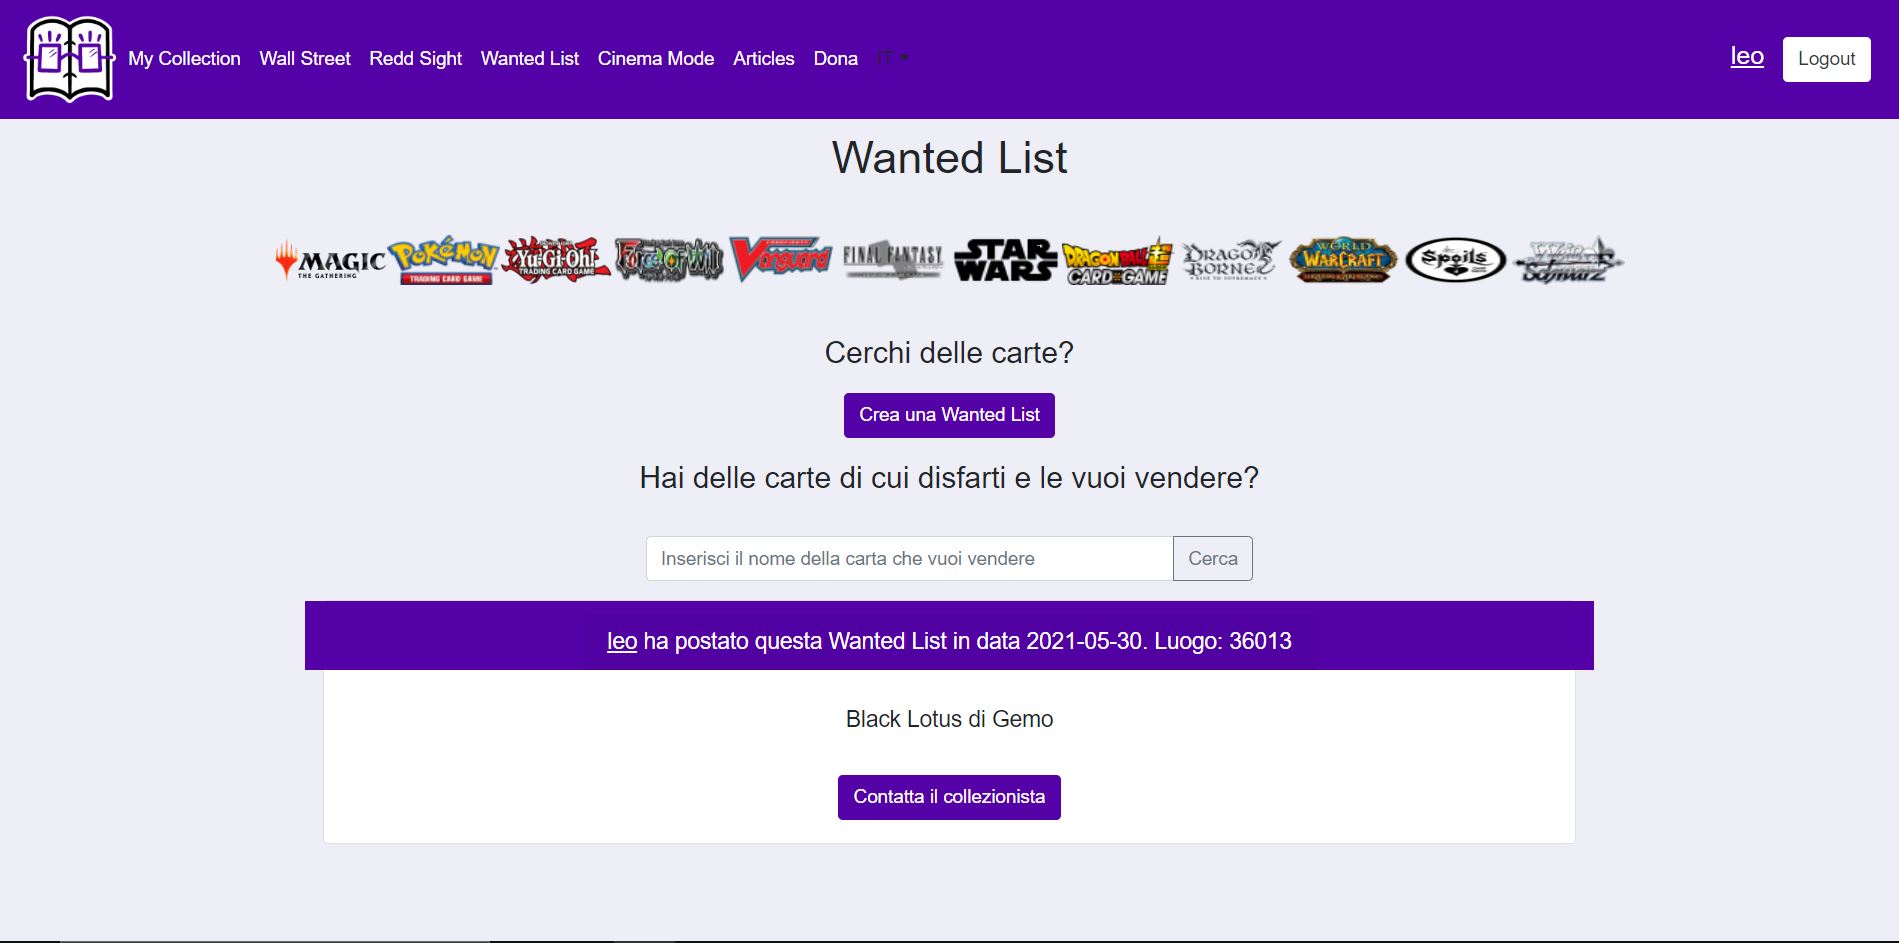 My Collection Wall Street Redd Sight Wanted List Cinema Mode Articles Dona IT leo Logout
Wanted List
MAGIC THE GATHERING Pokémon TRADING CARD GAME Yu-Gi-Oh! TRADING CARD GAME Force OF Will Vanguard FINAL FANTASY STAR WARS DRAGON BALL CARD GAME DRAGO BORNE WORLD WARCRAFT Spoils Weiß Schwarz
Cerchi delle carte?
Crea una Wanted List
Hai delle carte di cui disfarti e le vuoi vendere?
Inserisci il nome della carta che vuoi vendere Cerca
leo ha postato questa Wanted List in data 2021-05-30. Luogo: 36013
Black Lotus di Gemo
Contatta il collezionista